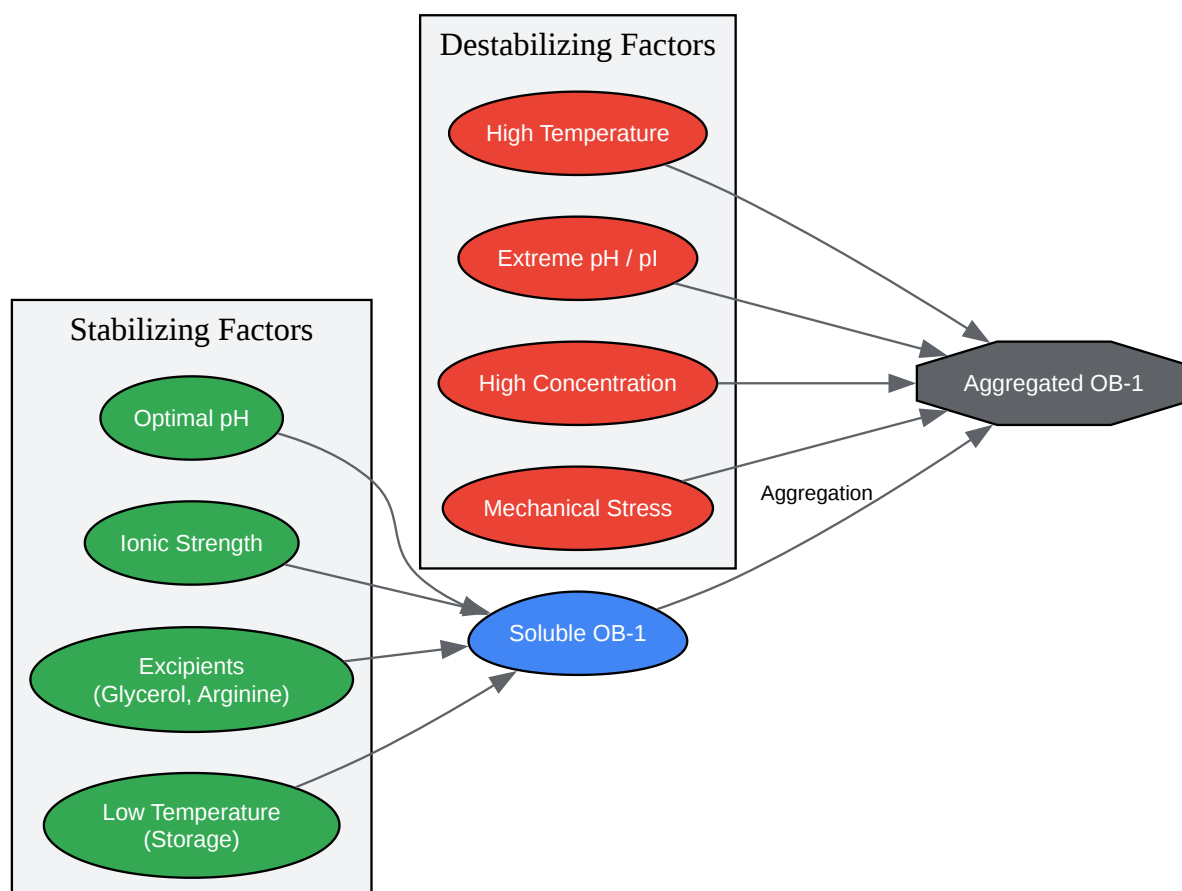 Destabilizing Factors
High Temperature
Extreme pH / pI
High Concentration
Mechanical Stress
Stabilizing Factors
Optimal pH
Ionic Strength
Excipients
(Glycerol, Arginine)
Low Temperature
(Storage)
Soluble OB-1
Aggregation
Aggregated OB-1